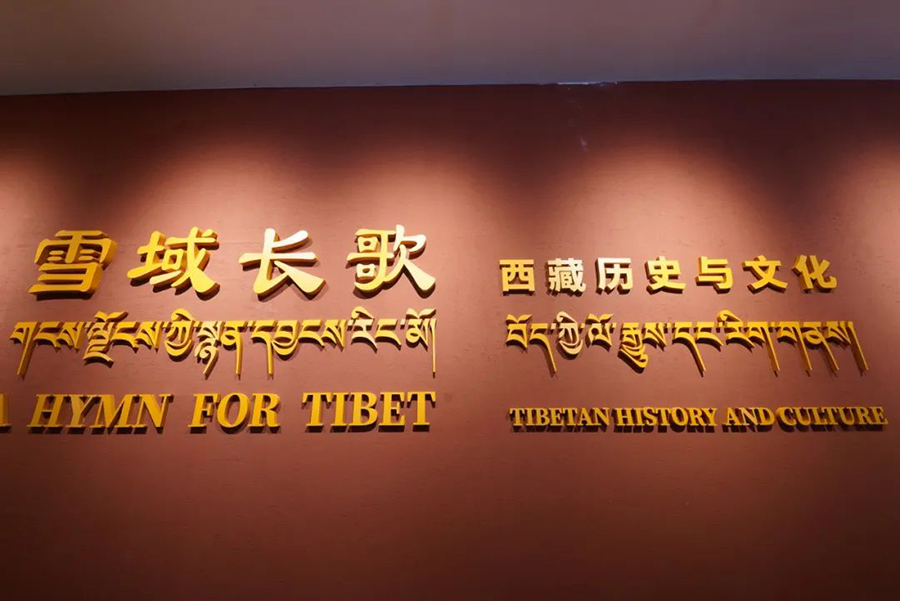 雪域长歌
གངས་ལྗོངས་ཀྱི་སྙན་དབྱངས་རིང་མོ།
A HYMN FOR TIBET
西藏历史与文化
བོད་ཀྱི་ལོ་རྒྱུས་དང་རིག་གནས།
TIBETAN HISTORY AND CULTURE